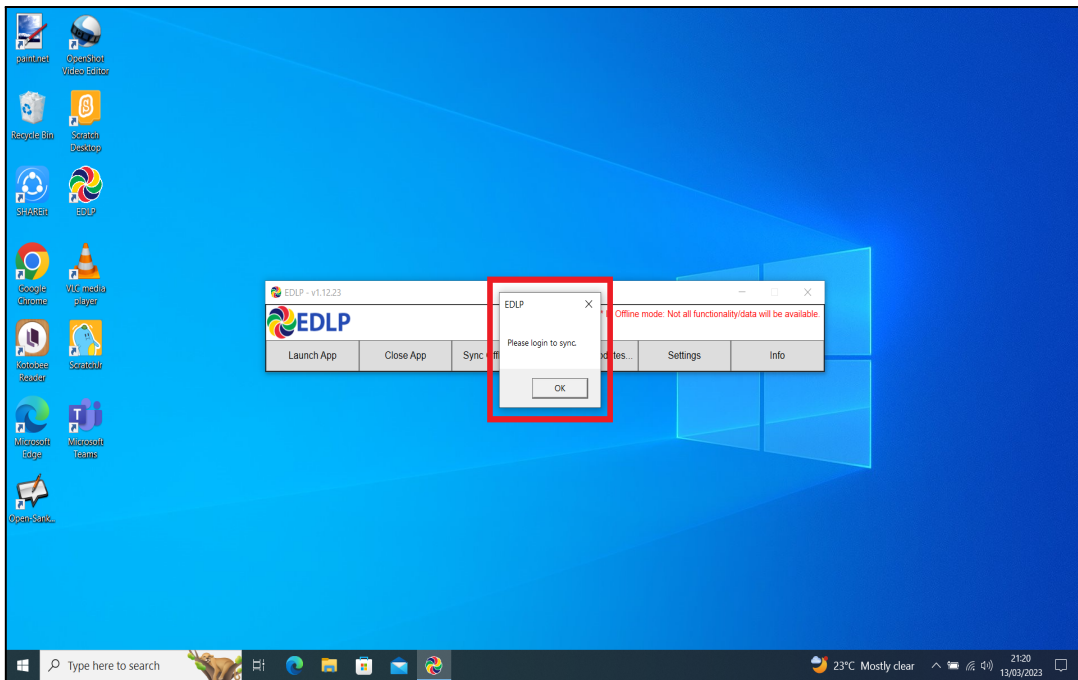 paint.net
OpenShot
Video Editor
Recycle Bin
Scratch
Desktop
SHAREit
EDLP
Google
Chrome
VLC media
player
Kotobee
Reader
ScratchJr
Microsoft
Edge
Microsoft
Teams
Open-Sank...
EDLP - v1.12.23
EDLP
Offline mode: Not all functionality/data will be available.
Launch App
Close App
Sync
Settings
Info
EDLP
Please login to sync.
OK
Type here to search
23°C Mostly clear
21:20
13/03/2023